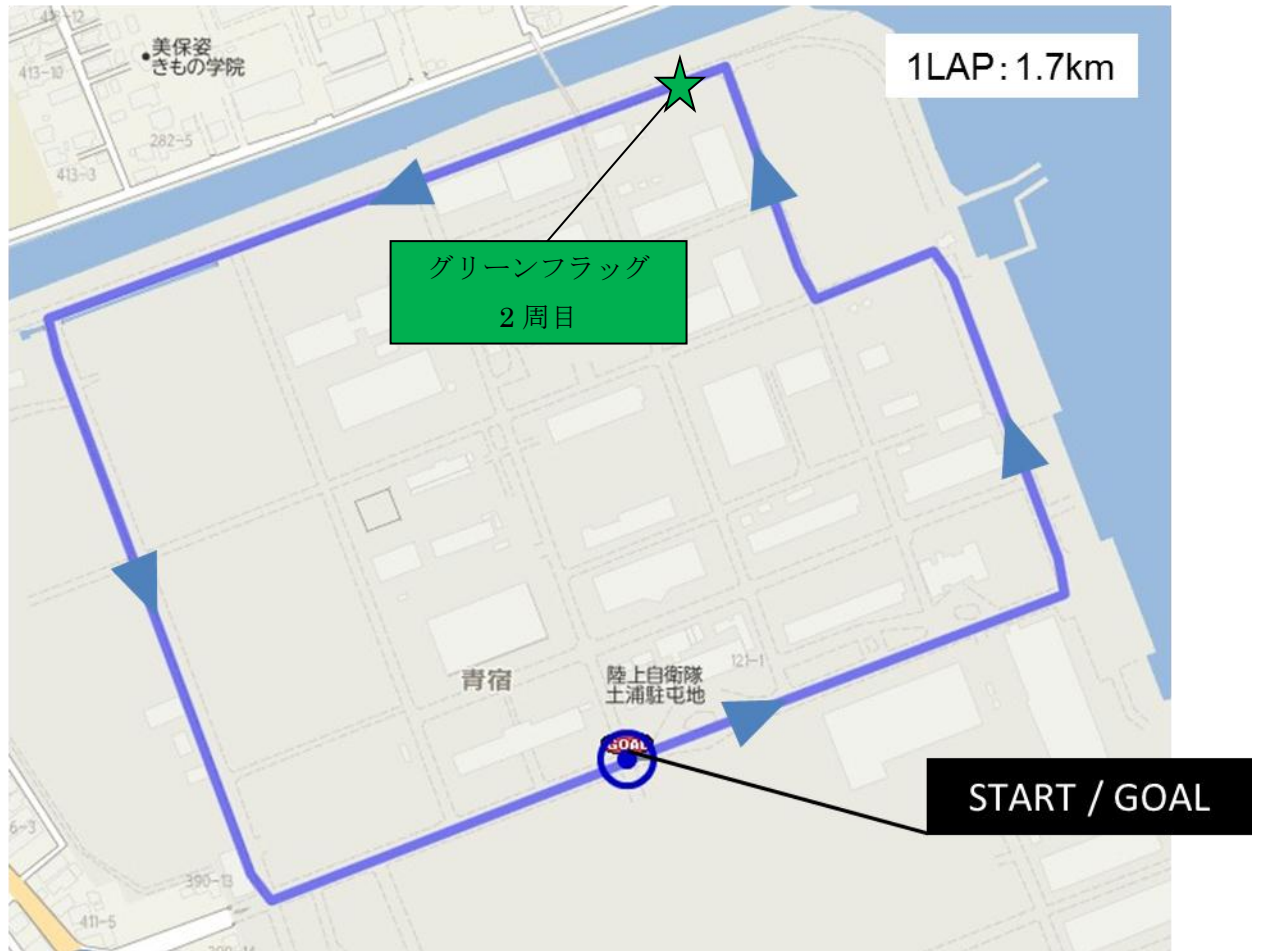 美保姿
きもの学院
413-10
282-5
413-3
1LAP:1.7km
グリーンフラッグ
2 周目
青宿
陸上自衛隊
土浦駐屯地
121-1
GOAL
START / GOAL
6-3
390-13
411-5